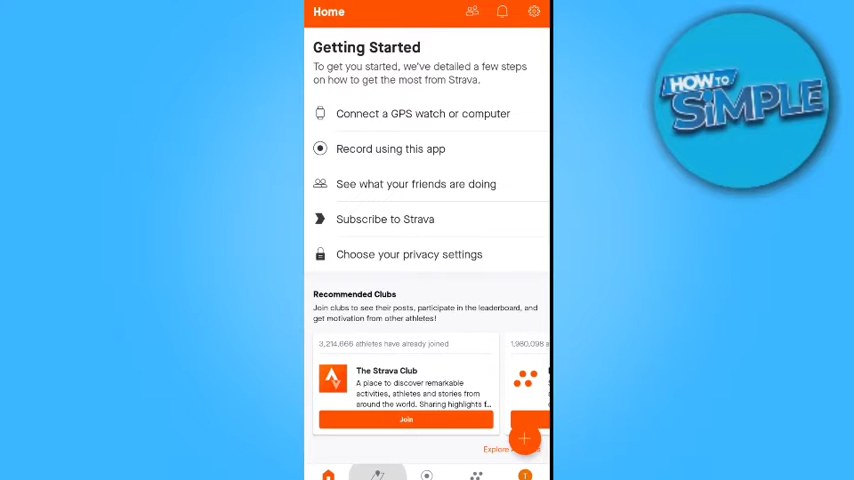 Home
HOW TO
SiMPLE
Getting Started
To get you started, we've detailed a few steps
on how to get the most from Strava.
Connect a GPS watch or computer
Record using this app
See what your friends are doing
Subscribe to Strava
Choose your privacy settings
Recommended Clubs
Join clubs to see their posts, participate in the leaderboard, and
get motivation from other athletes!
3,214,666 athletes have already joined
1,980,098 a
The Strava Club
A place to discover remarkable
activities, athletes and stories from
around the world. Sharing highlights f...
Join
Explore
T